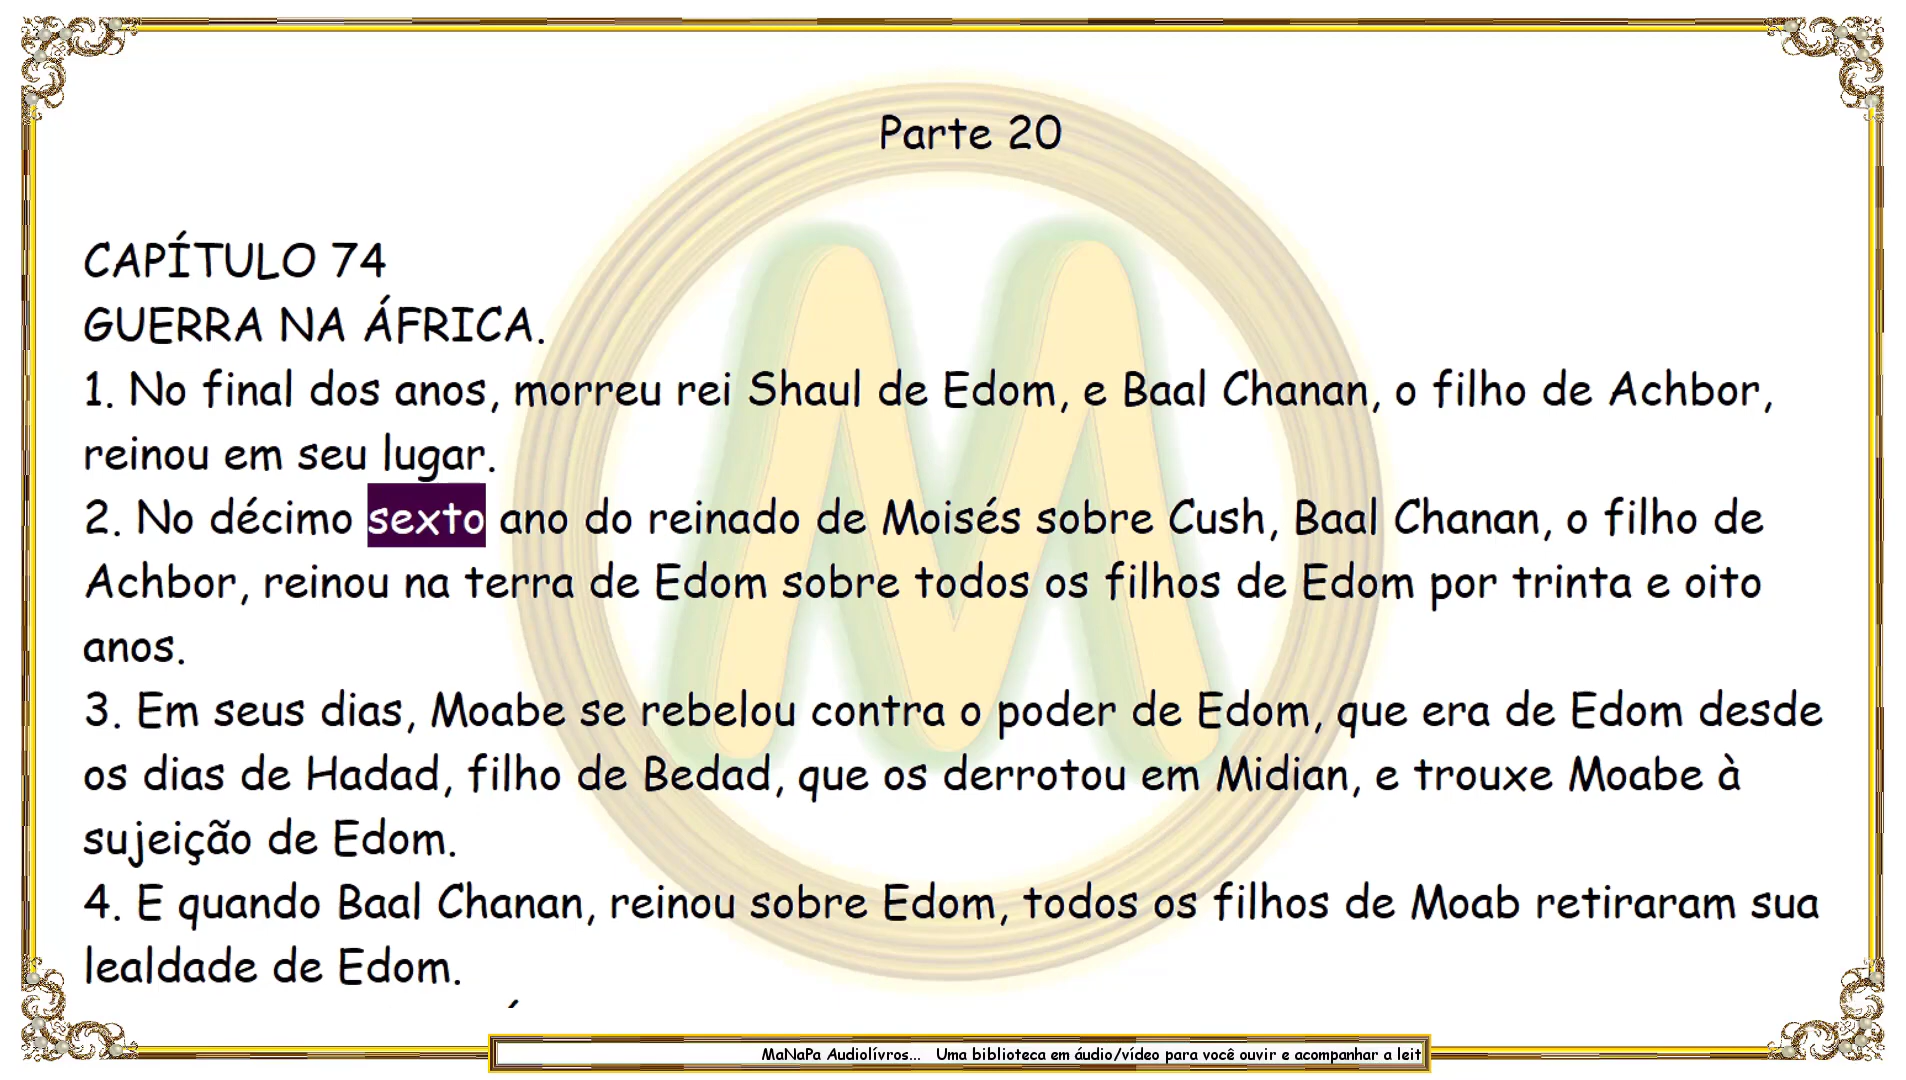 Parte 20
CAPÍTULO 74
GUERRA NA ÁFRICA.
1. No final dos anos, morreu rei Shaul de Edom, e Baal Chanan, o filho de Achbor,
reinou em seu lugar.
2. No décimo sexto ano do reinado de Moisés sobre Cush, Baal Chanan, o filho de
Achbor, reinou na terra de Edom sobre todos os filhos de Edom por trinta e oito
anos.
3. Em seus dias, Moabe se rebelou contra o poder de Edom, que era de Edom desde
os dias de Hadad, filho de Bedad, que os derrotou em Midian, e trouxe Moabe à
sujeição de Edom.
4. E quando Baal Chanan, reinou sobre Edom, todos os filhos de Moab retiraram sua
lealdade de Edom.
MaNaPa Audiolívros... Uma biblioteca em áudio/vídeo para você ouvir e acompanhar a leit